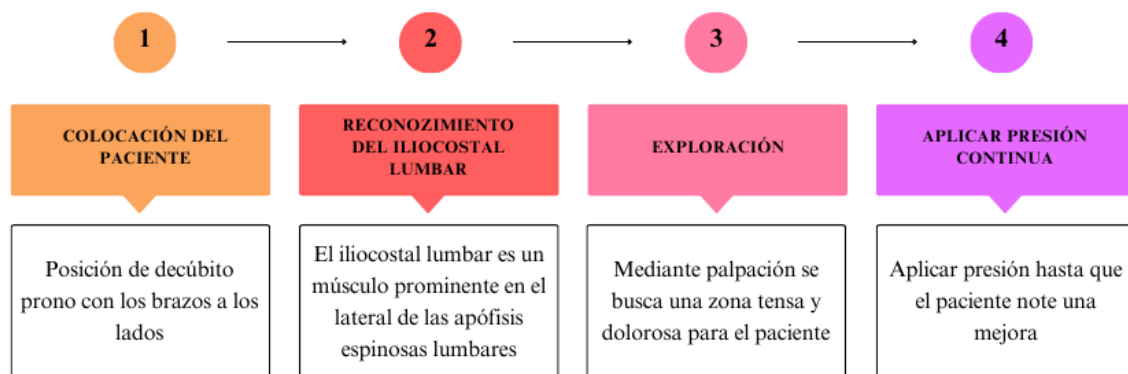 1
2
3
4
COLOCACIÓN DEL
PACIENTE
RECONOZIMIENTO
DEL ILIOCOSTAL
LUMBAR
EXPLORACIÓN
APLICAR PRESIÓN
CONTINUA
Posición de decúbito
prono con los brazos a los
lados
El iliocostal lumbar es un
músculo prominente en el
lateral de las apófisis
espinosas lumbares
Mediante palpación se
busca una zona tensa y
dolorosa para el paciente
Aplicar presión hasta que
el paciente note una
mejora